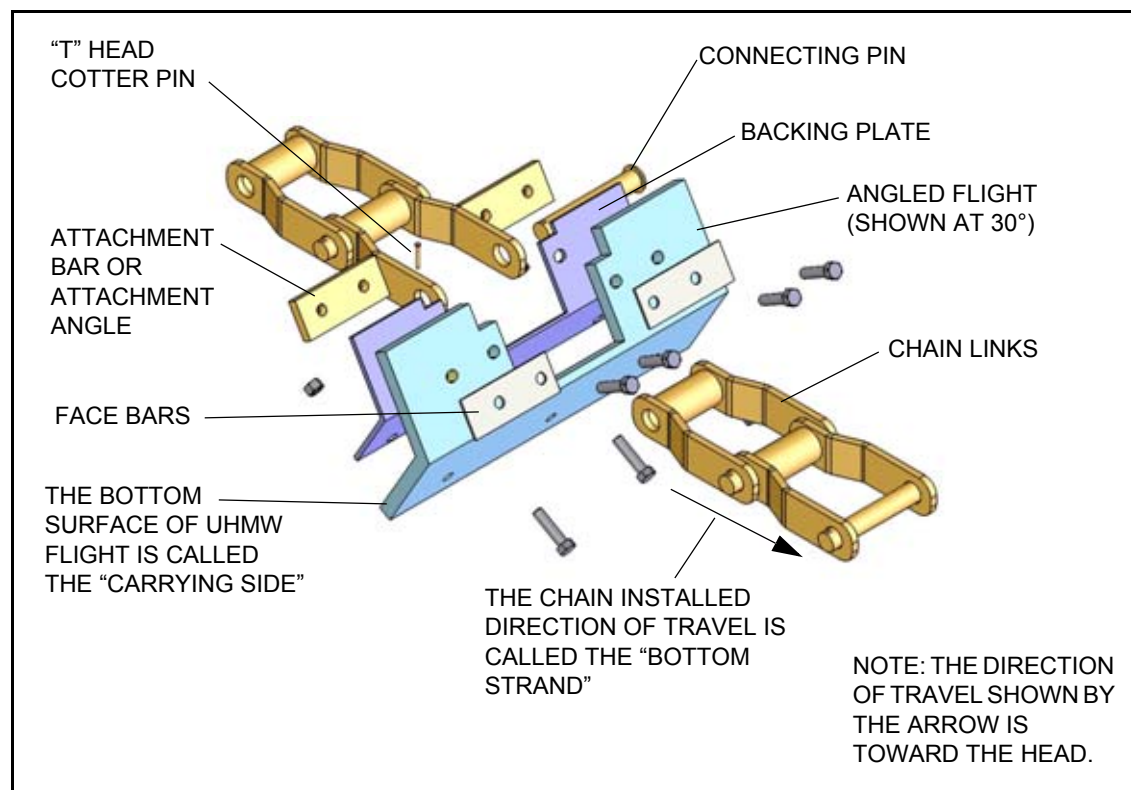 “T” HEAD
COTTER PIN
CONNECTING PIN
BACKING PLATE
ANGLED FLIGHT
(SHOWN AT 30°)
ATTACHMENT
BAR OR
ATTACHMENT
ANGLE
CHAIN LINKS
FACE BARS
THE BOTTOM
SURFACE OF UHMW
FLIGHT IS CALLED
THE “CARRYING SIDE”
THE CHAIN INSTALLED
DIRECTION OF TRAVEL IS
CALLED THE “BOTTOM
STRAND”
NOTE: THE DIRECTION
OF TRAVEL SHOWN BY
THE ARROW IS
TOWARD THE HEAD.